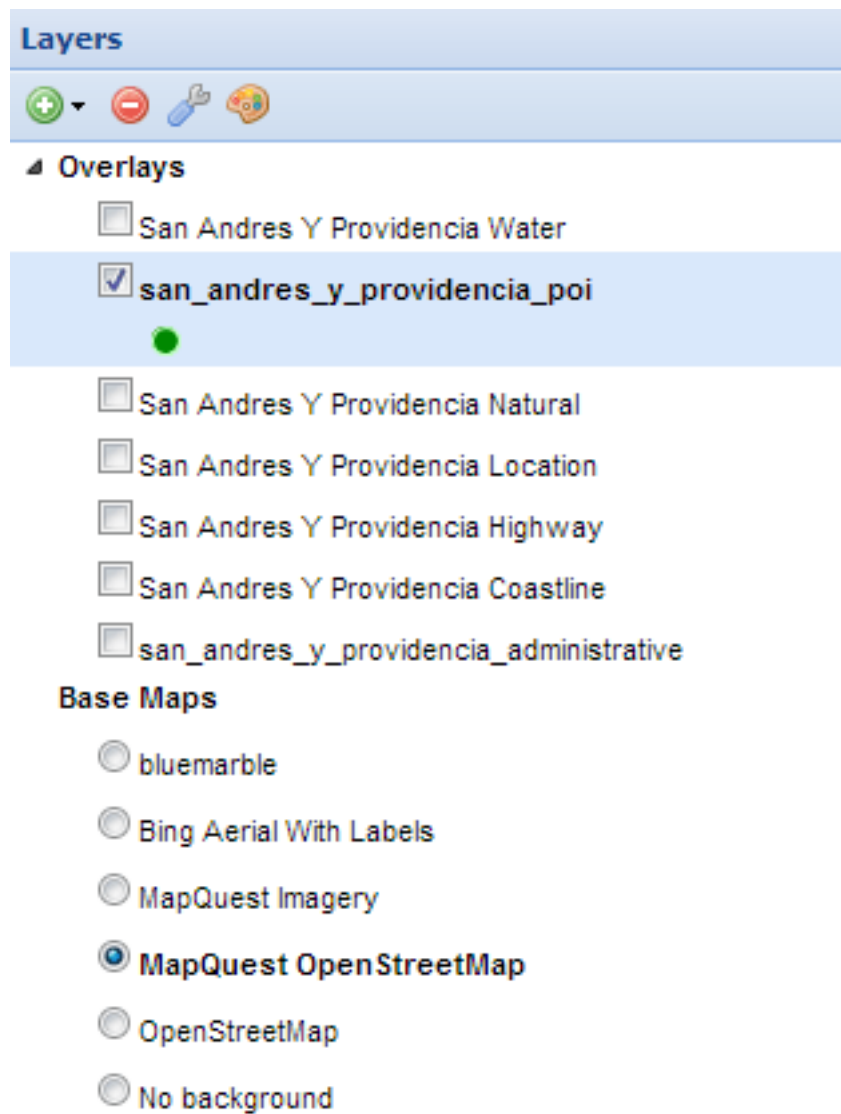 Layers
Overlays
San Andres Y Providencia Water
san_andres_y_providencia_poi
San Andres Y Providencia Natural
San Andres Y Providencia Location
San Andres Y Providencia Highway
San Andres Y Providencia Coastline
san_andres_y_providencia_administrative
Base Maps
bluemarble
Bing Aerial With Labels
MapQuest Imagery
MapQuest OpenStreetMap
OpenStreetMap
No background